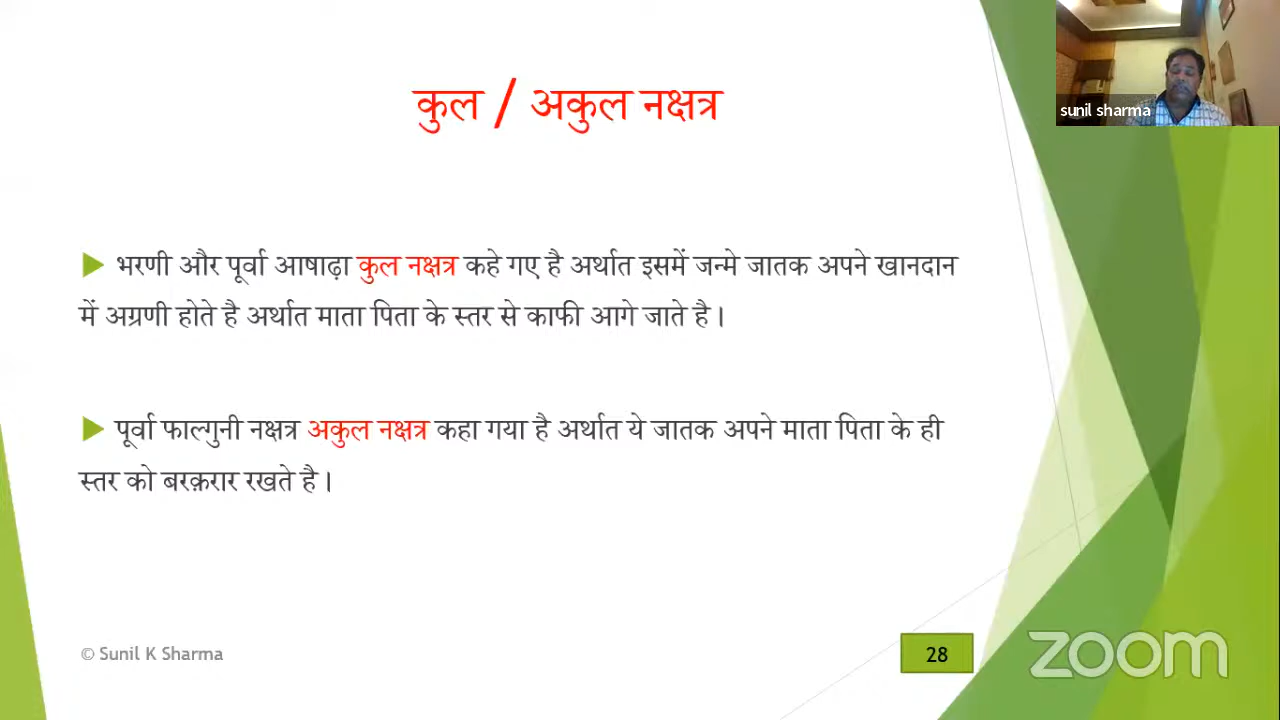 sunil sharma
कुल / अकुल नक्षत्र
भरणी और पूर्वा आषाढ़ा कुल नक्षत्र कहे गए है अर्थात इसमें जन्मे जातक अपने खानदान
में अग्रणी होते है अर्थात माता पिता के स्तर से काफी आगे जाते है।
पूर्वा फाल्गुनी नक्षत्र अकुल नक्षत्र कहा गया है अर्थात ये जातक अपने माता पिता के ही
स्तर को बरक़रार रखते है।
© Sunil K Sharma
28
zoom